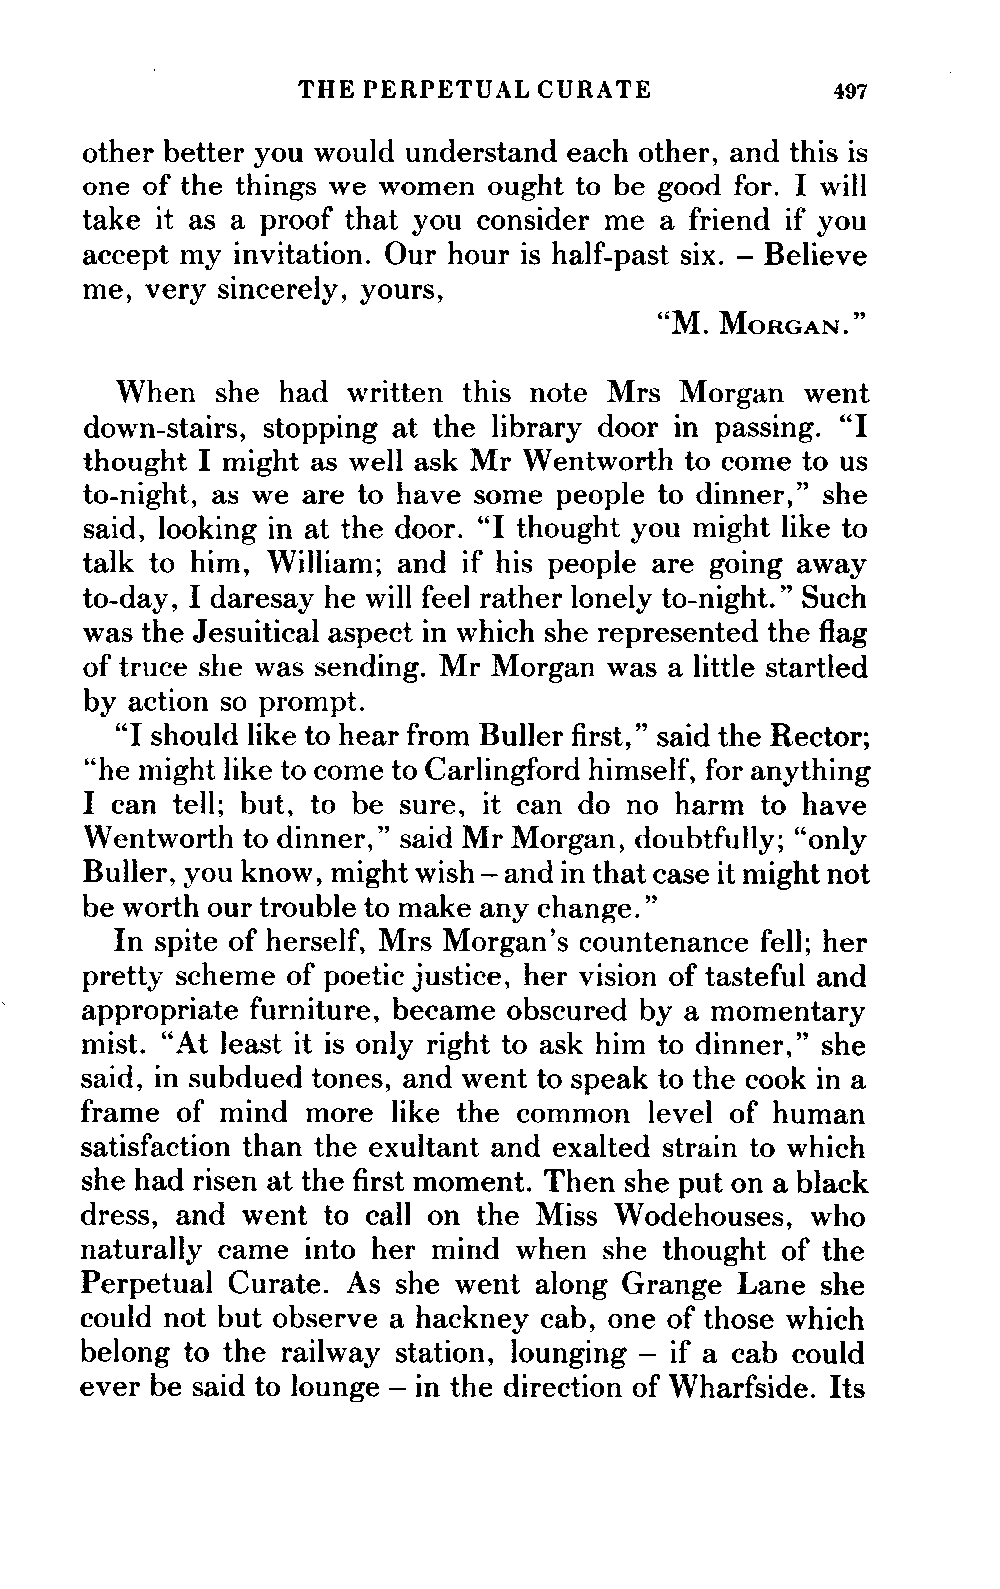 THE PERPETUAL CURATE 497
other better you would understand each other, and this is
one of the things we women ought to be good for. I will
take it as a proof that you consider me a friend if you
accept my invitation. Our hour is half-past six. – Believe
me, very sincerely, yours,
“M. MORGAN.”
When she had written this note Mrs Morgan went
down-stairs, stopping at the library door in passing. “I
thought I might as well ask Mr Wentworth to come to us
to-night, as we are to have some people to dinner,” she
said, looking in at the door. “I thought you might like to
talk to him, William; and if his people are going away
to-day, I daresay he will feel rather lonely to-night.” Such
was the Jesuitical aspect in which she represented the flag
of truce she was sending. Mr Morgan was a little startled
by action so prompt.
“I should like to hear from Buller first,” said the Rector;
“he might like to come to Carlingford himself, for anything
I can tell; but, to be sure, it can do no harm to have
Wentworth to dinner,” said Mr Morgan, doubtfully; “only
Buller, you know, might wish – and in that case it might not
be worth our trouble to make any change.”
In spite of herself, Mrs Morgan’s countenance fell; her
pretty scheme of poetic justice, her vision of tasteful and
appropriate furniture, became obscured by a momentary
mist. “At least it is only right to ask him to dinner,” she
said, in subdued tones, and went to speak to the cook in a
frame of mind more like the common level of human
satisfaction than the exultant and exalted strain to which
she had risen at the first moment. Then she put on a black
dress, and went to call on the Miss Wodehouses, who
naturally came into her mind when she thought of the
Perpetual Curate. As she went along Grange Lane she
could not but observe a hackney cab, one of those which
belong to the railway station, lounging – if a cab could
ever be said to lounge – in the direction of Wharfside. Its